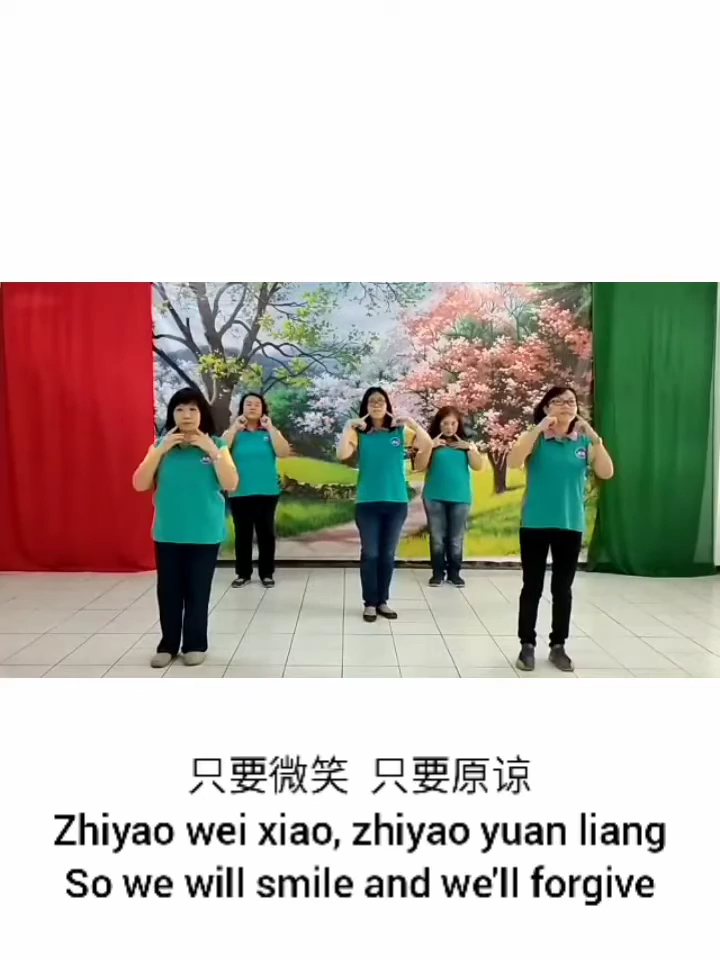 只要微笑 只要原谅
Zhiyao wei xiao, zhiyao yuan liang
So we will smile and we'll forgive